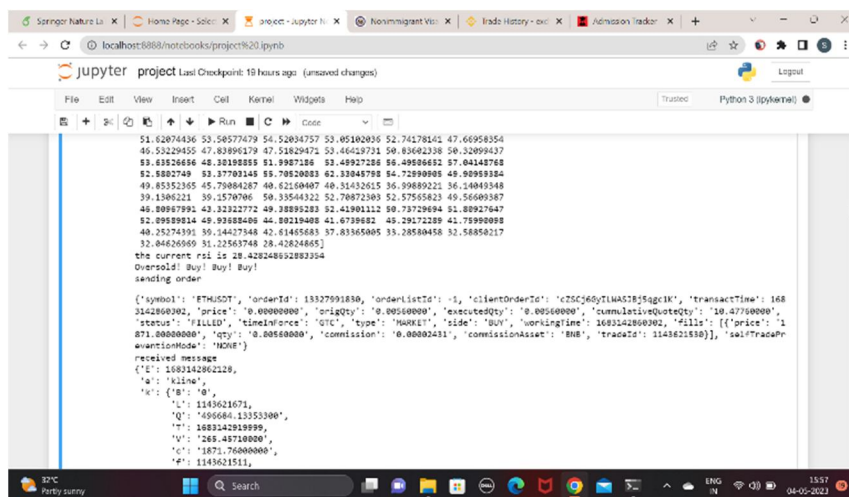 Springer Nature La
Home Page - Selec
project - Jupyter N
Nonimmigrant Visa
Trade History - exc
Admission Tracker
localhost:8888/notebooks/project%20.ipynb
jupyter project Last Checkpoint: 19 hours ago (unsaved changes)
Logout
File Edit View Insert Cell Kernel Widgets Help
Trusted Python 3 (ipykernel)
Run Code
51.62074436 53.50577479 54.52034757 53.05102036 52.74178141 47.66950354
46.53229455 47.83896179 47.51829471 53.46419731 50.83602338 50.32099437
53.63526656 48.38198855 51.9987186 53.49927286 56.49506652 57.04148768
52.5802749 53.37703145 55.70520083 62.33045798 54.72990905 49.90959384
49.85352365 45.79084287 40.62160407 40.31432615 36.99889221 36.14049348
39.1306221 39.1570706 50.33544322 52.70872303 52.57565823 49.56609387
46.80967991 43.32322772 49.38895283 52.41901112 50.73729694 51.80927647
52.09589814 49.93688406 44.80219408 41.6739682 45.29172289 41.75990098
40.25274391 39.14427348 42.61465683 37.83365005 33.28580458 32.58850217
32.04626969 31.22563748 28.42824865]
the current rsi is 28.428248652883354
Oversold! Buy! Buy! Buy!
sending order
{'symbol': 'ETHUSDT', 'orderId': 13327991830, 'orderListId': -1, 'clientOrderId': 'cZSCj6GyILWASJBj5qgc1K', 'transactTime': 168
3142860302, 'price': '0.00000000', 'origQty': '0.00560000', 'executedQty': '0.00560000', 'cummulativeQuoteQty': '10.47760000',
'status': 'FILLED', 'timeInForce': 'GTC', 'type': 'MARKET', 'side': 'BUY', 'workingTime': 1683142860302, 'fills': [{'price': '1
871.00000000', 'qty': '0.00560000', 'commission': '0.00002431', 'commissionAsset': 'BNB', 'tradeId': 1143621530}], 'selfTradePr
eventionMode': 'NONE'}
received message
{'E': 1683142862128,
'e': 'kline',
'k': {'B': '0',
'L': 1143621671,
'Q': '496684.13353300',
'T': 1683142919999,
'V': '265.45710000',
'c': '1871.76000000',
'f': 1143621511,
32°C
Partly sunny
Search
ENG
IN
15:57
04-05-2023